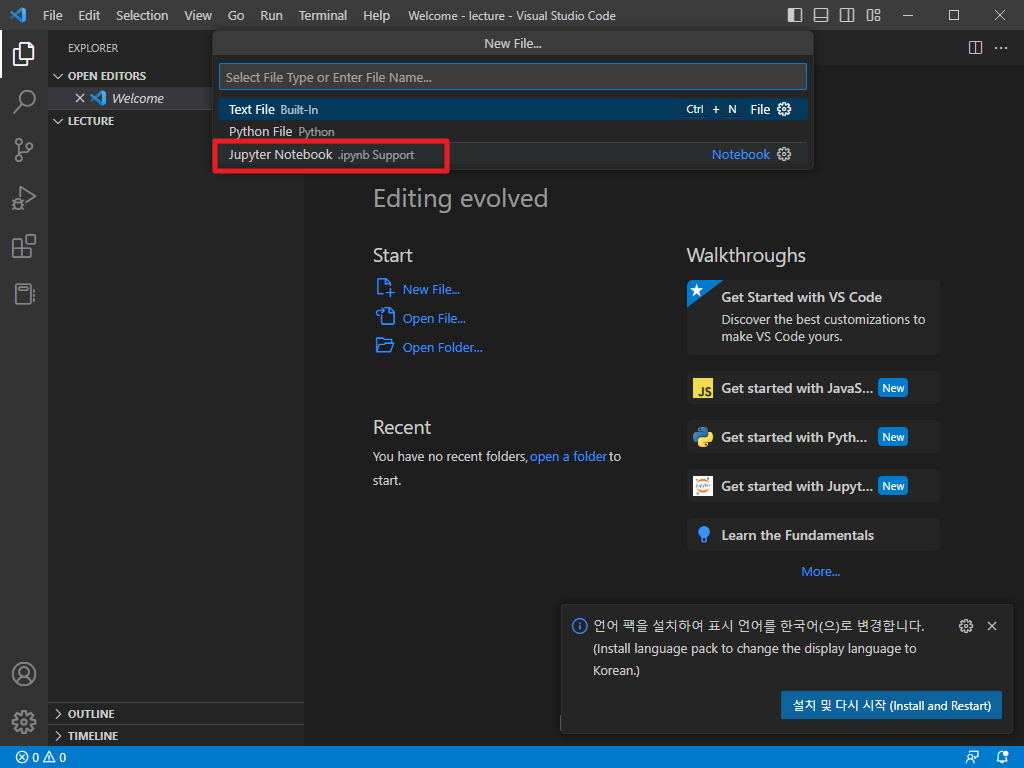 File Edit Selection View Go Run Terminal Help Welcome - lecture - Visual Studio Code
New File...
EXPLORER
Select File Type or Enter File Name...
OPEN EDITORS
Welcome
LECTURE
Text File Built-In Ctrl + N File
Python File Python
Jupyter Notebook .ipynb Support Notebook
Editing evolved
Start
New File...
Open File...
Open Folder...
Recent
You have no recent folders, open a folder to
start.
Walkthroughs
Get Started with VS Code
Discover the best customizations to
make VS Code yours.
JS Get started with JavaS... New
Get started with Pyth... New
jupyter Get started with Jupyt... New
Learn the Fundamentals
More...
언어 팩을 설치하여 표시 언어를 한국어(으)로 변경합니다.
(Install language pack to change the display language to
Korean.)
설치 및 다시 시작 (Install and Restart)
OUTLINE
TIMELINE
0 0